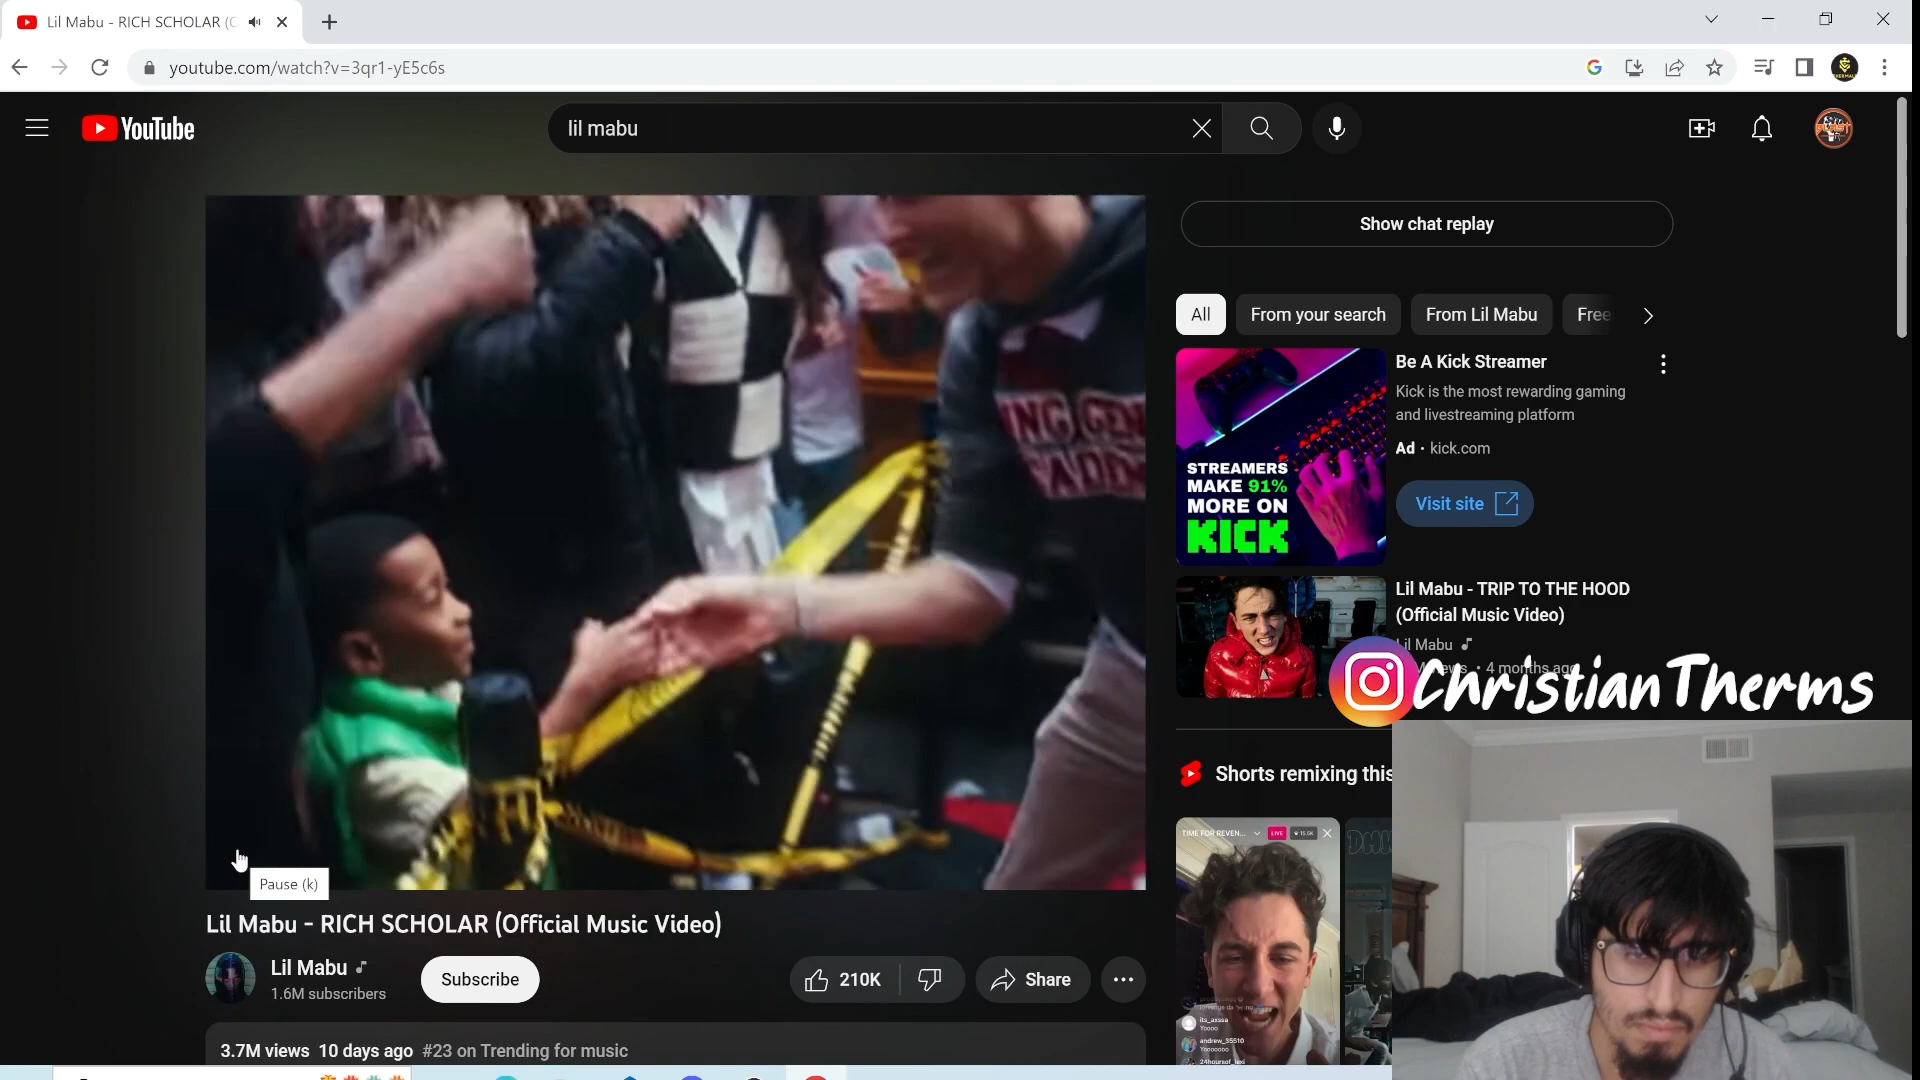 Lil Mabu - RICH SCHOLAR (
youtube.com/watch?v=3qr1-yE5c6s
YouTube
lil mabu
Show chat replay
All
From your search
From Lil Mabu
Free
Be A Kick Streamer
Kick is the most rewarding gaming
and livestreaming platform
Ad · kick.com
Visit site
STREAMERS
MAKE 91%
MORE ON
KICK
Lil Mabu - TRIP TO THE HOOD
(Official Music Video)
Lil Mabu
4 months ago
ChristianTherms
Shorts remixing this
TIME FOR REVEN...
LIVE
15.5K
its_axssa
Yoooo
andrew_35510
Yooooooo
Pause (k)
Lil Mabu - RICH SCHOLAR (Official Music Video)
Lil Mabu
1.6M subscribers
Subscribe
210K
Share
3.7M views 10 days ago #23 on Trending for music